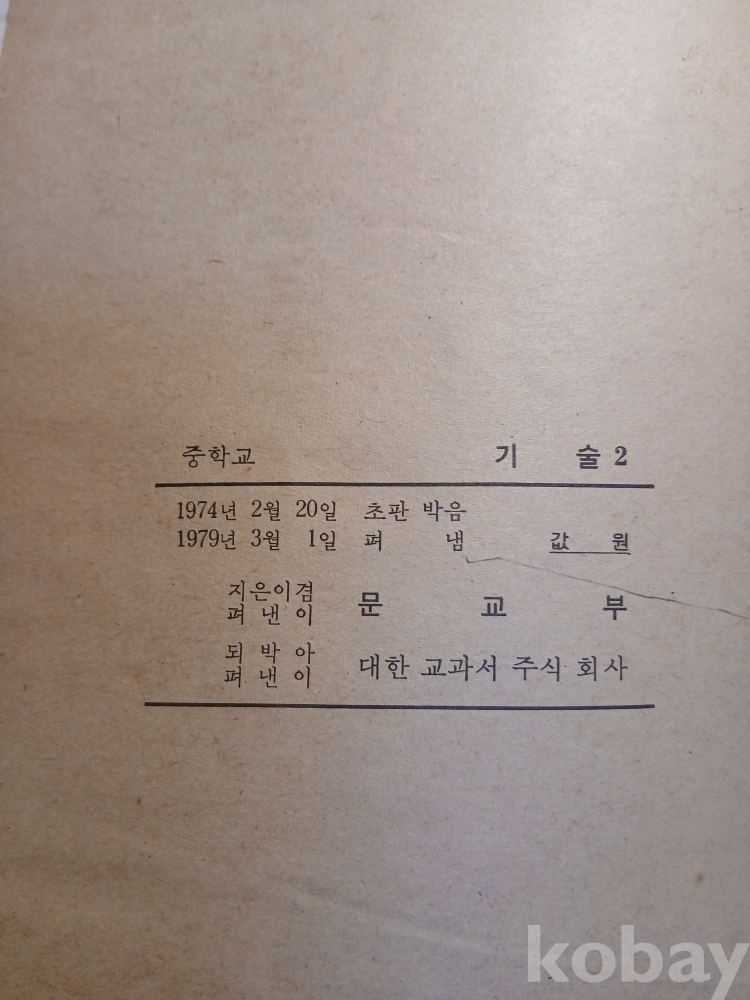 중학교 기 술 2
1974년 2월 20일 초판 박음
1979년 3월 1일 펴 냄 값 원
지은이겸
펴 낸 이 문 교 부
되 박 아
펴 낸 이 대한 교과서 주식 회사
kobay